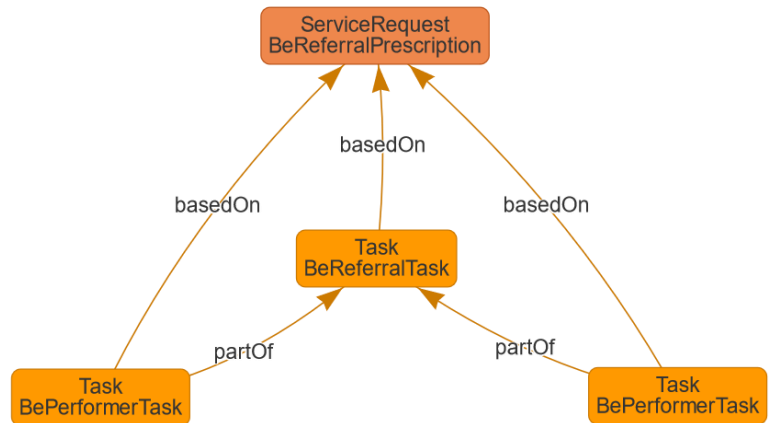 ServiceRequest
BeReferralPrescription
basedOn
basedOn
basedOn
Task
BeReferralTask
partOf
partOf
Task
BePerformerTask
Task
BePerformerTask